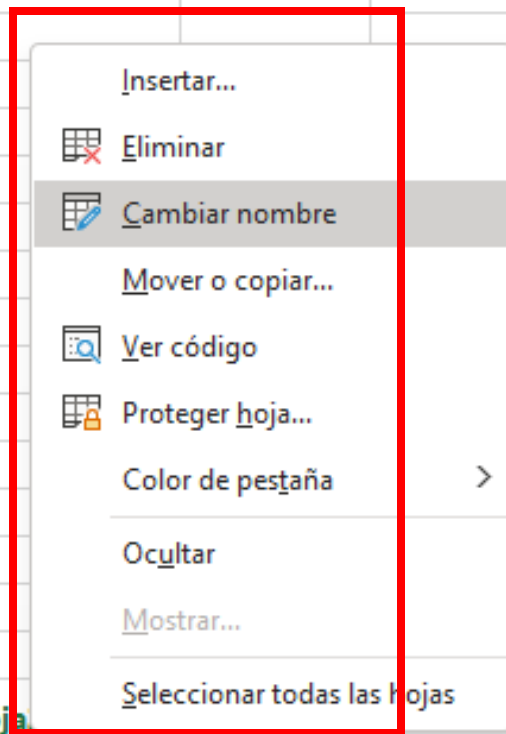 Insertar...
Eliminar
Cambiar nombre
Mover o copiar...
Ver código
Proteger hoja...
Color de pestaña
Ocultar
Mostrar...
Seleccionar todas las hojas